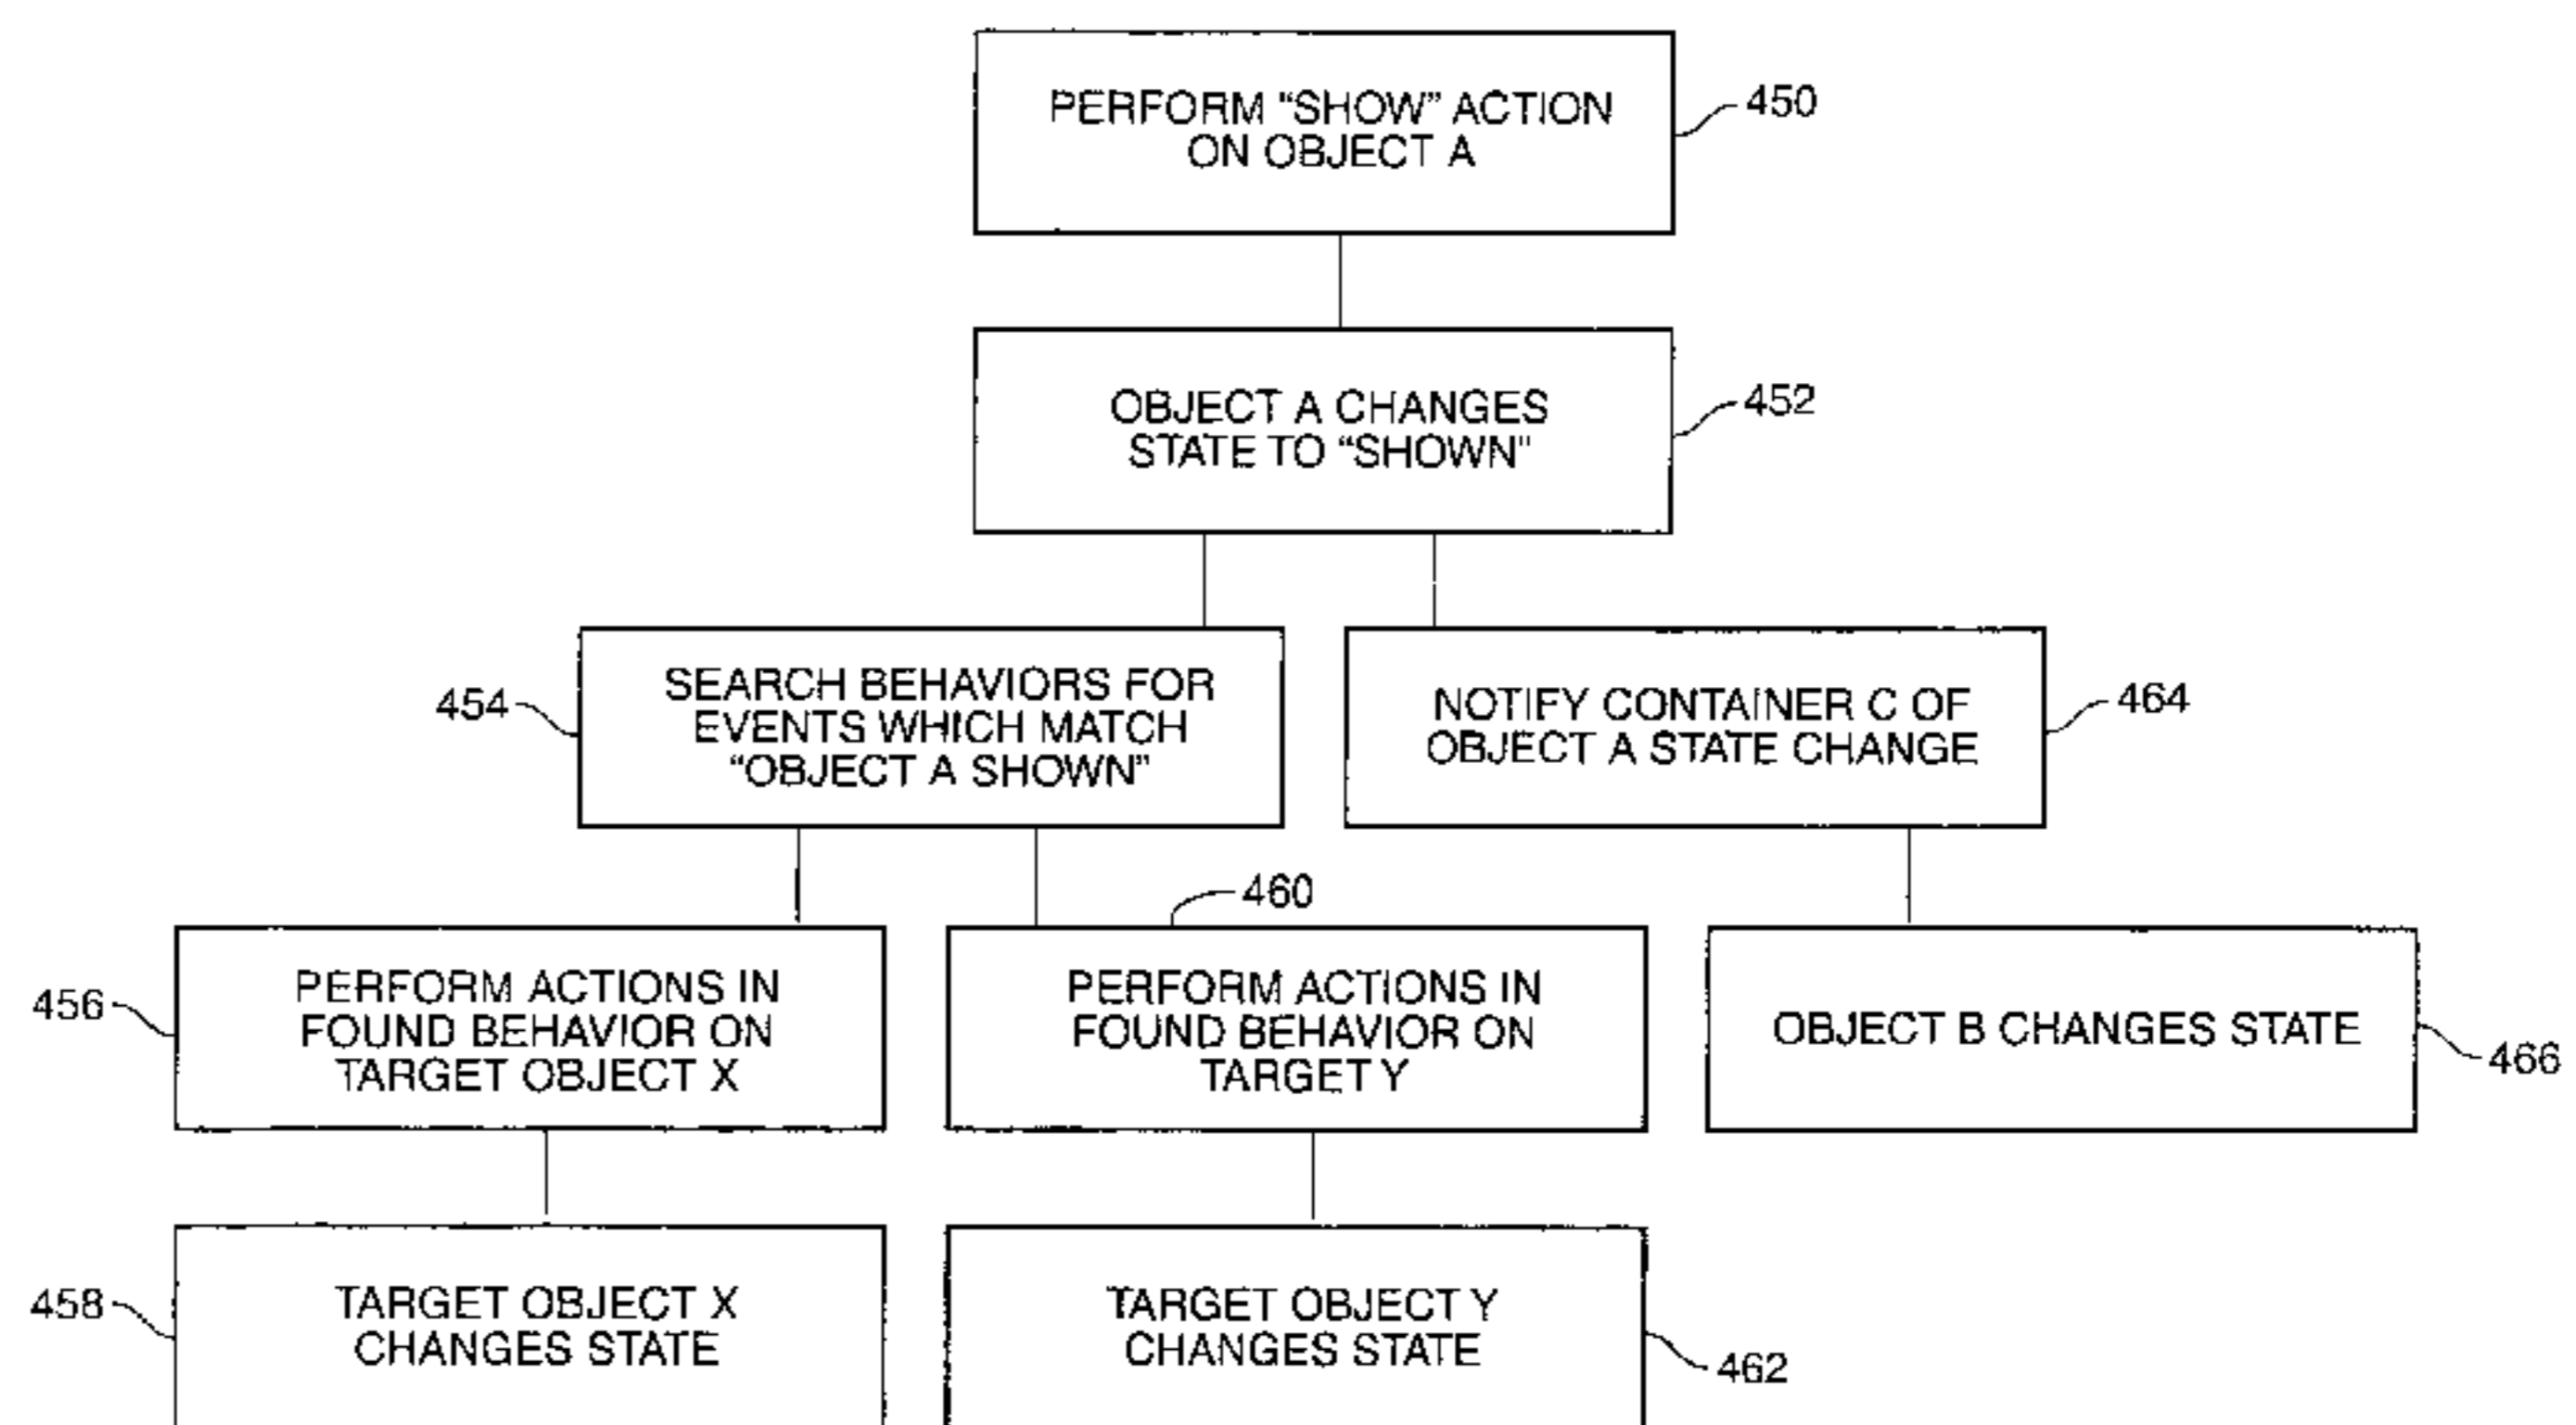 PERFORM “SHOW” ACTION
ON OBJECT A
450
OBJECT A CHANGES
STATE TO “SHOWN”
452
454
SEARCH BEHAVIORS FOR
EVENTS WHICH MATCH
“OBJECT A SHOWN”
NOTIFY CONTAINER C OF
OBJECT A STATE CHANGE
464
456
PERFORM ACTIONS IN
FOUND BEHAVIOR ON
TARGET OBJECT X
460
PERFORM ACTIONS IN
FOUND BEHAVIOR ON
TARGET Y
OBJECT B CHANGES STATE
466
458
TARGET OBJECT X
CHANGES STATE
TARGET OBJECT Y
CHANGES STATE
462